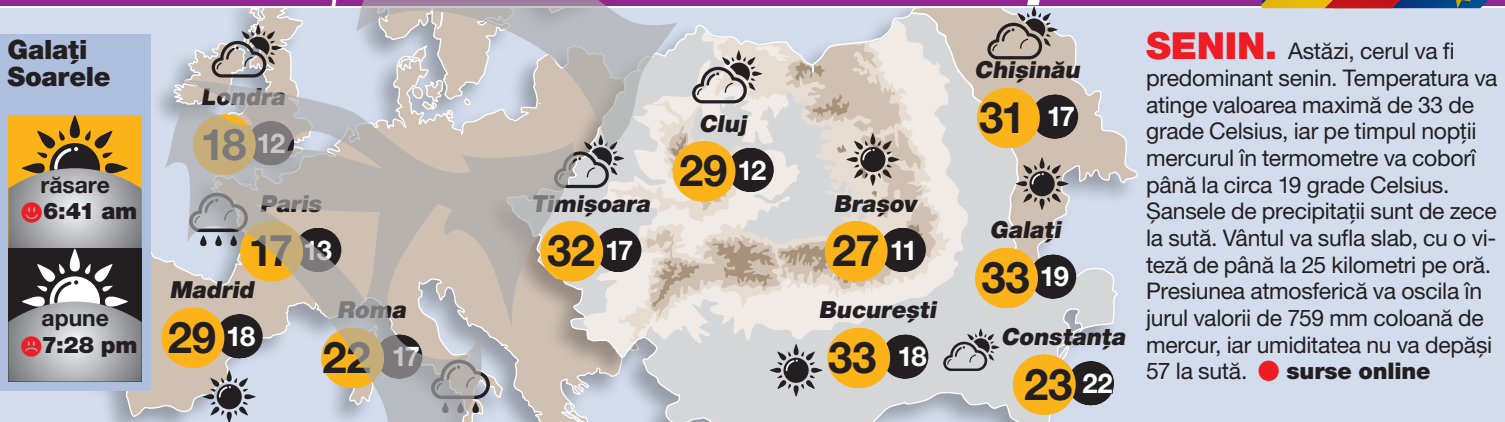 Galați
Soarele
răsare
6:41 am
apune
7:28 pm
Londra
18 12
Paris
17 13
Madrid
29 18
Roma
22 17
Timișoara
32 17
Cluj
29 12
Brașov
27 11
București
33 18
Chișinău
31 17
Galați
33 19
Constanța
23 22
SENIN. Astăzi, cerul va fi
predominant senin. Temperatura va
atinge valoarea maximă de 33 de
grade Celsius, iar pe timpul nopții
mercurul în termometre va coborî
până la circa 19 grade Celsius.
Șansele de precipitații sunt de zece
la sută. Vântul va sufla slab, cu o vi-
teză de până la 25 kilometri pe oră.
Presiunea atmosferică va oscila în
jurul valorii de 759 mm coloană de
mercur, iar umiditatea nu va depăși
57 la sută. ● surse online